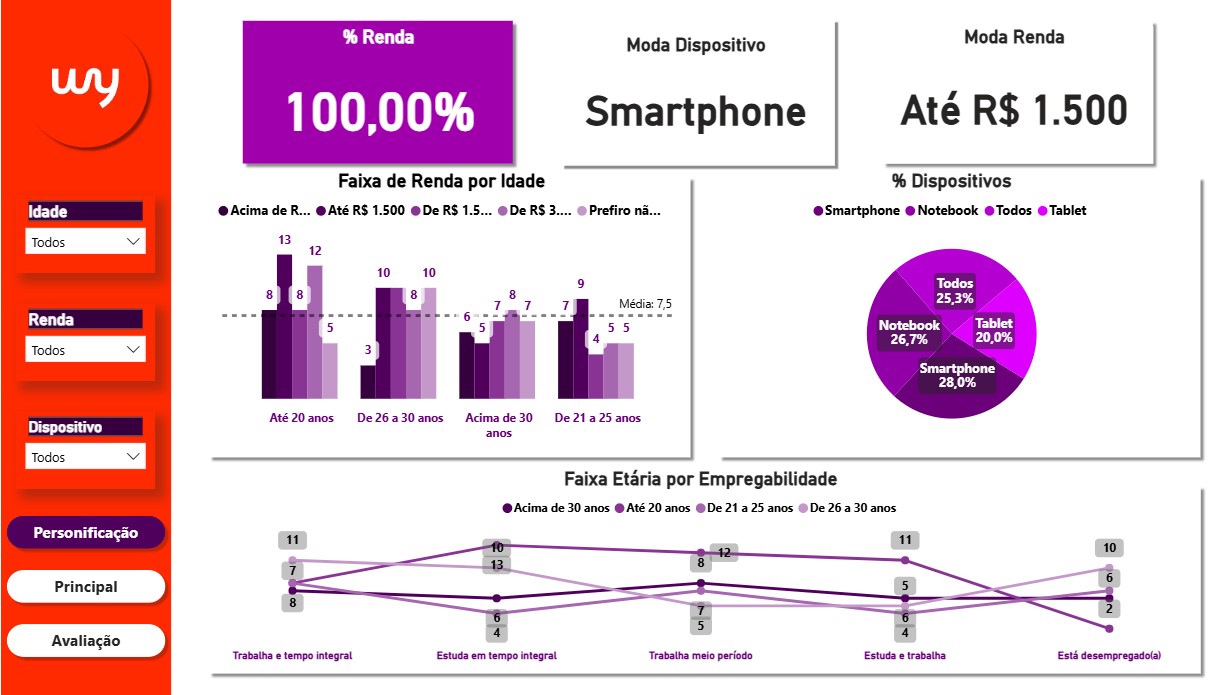 wy
Idade
Todos
Renda
Todos
Dispositivo
Todos
Personificação
Principal
Avaliação
% Renda
100,00%
Moda Dispositivo
Smartphone
Moda Renda
Até R$ 1.500
Faixa de Renda por Idade
Acima de R... Até R$ 1.500 De R$ 1.5... De R$ 3.... Prefiro nã...
8 13 8 12 5
3 10 8 10
6 5 7 8 7
7 9 4 5 5
Média: 7,5
Até 20 anos
De 26 a 30 anos
Acima de 30
anos
De 21 a 25 anos
% Dispositivos
Smartphone Notebook Todos Tablet
Todos
25,3%
Tablet
20,0%
Notebook
26,7%
Smartphone
28,0%
Faixa Etária por Empregabilidade
Acima de 30 anos Até 20 anos De 21 a 25 anos De 26 a 30 anos
11
7
8
10
13
6
4
12
8
7
5
11
5
6
4
10
6
2
Trabalha e tempo integral
Estuda em tempo integral
Trabalha meio período
Estuda e trabalha
Está desempregado(a)